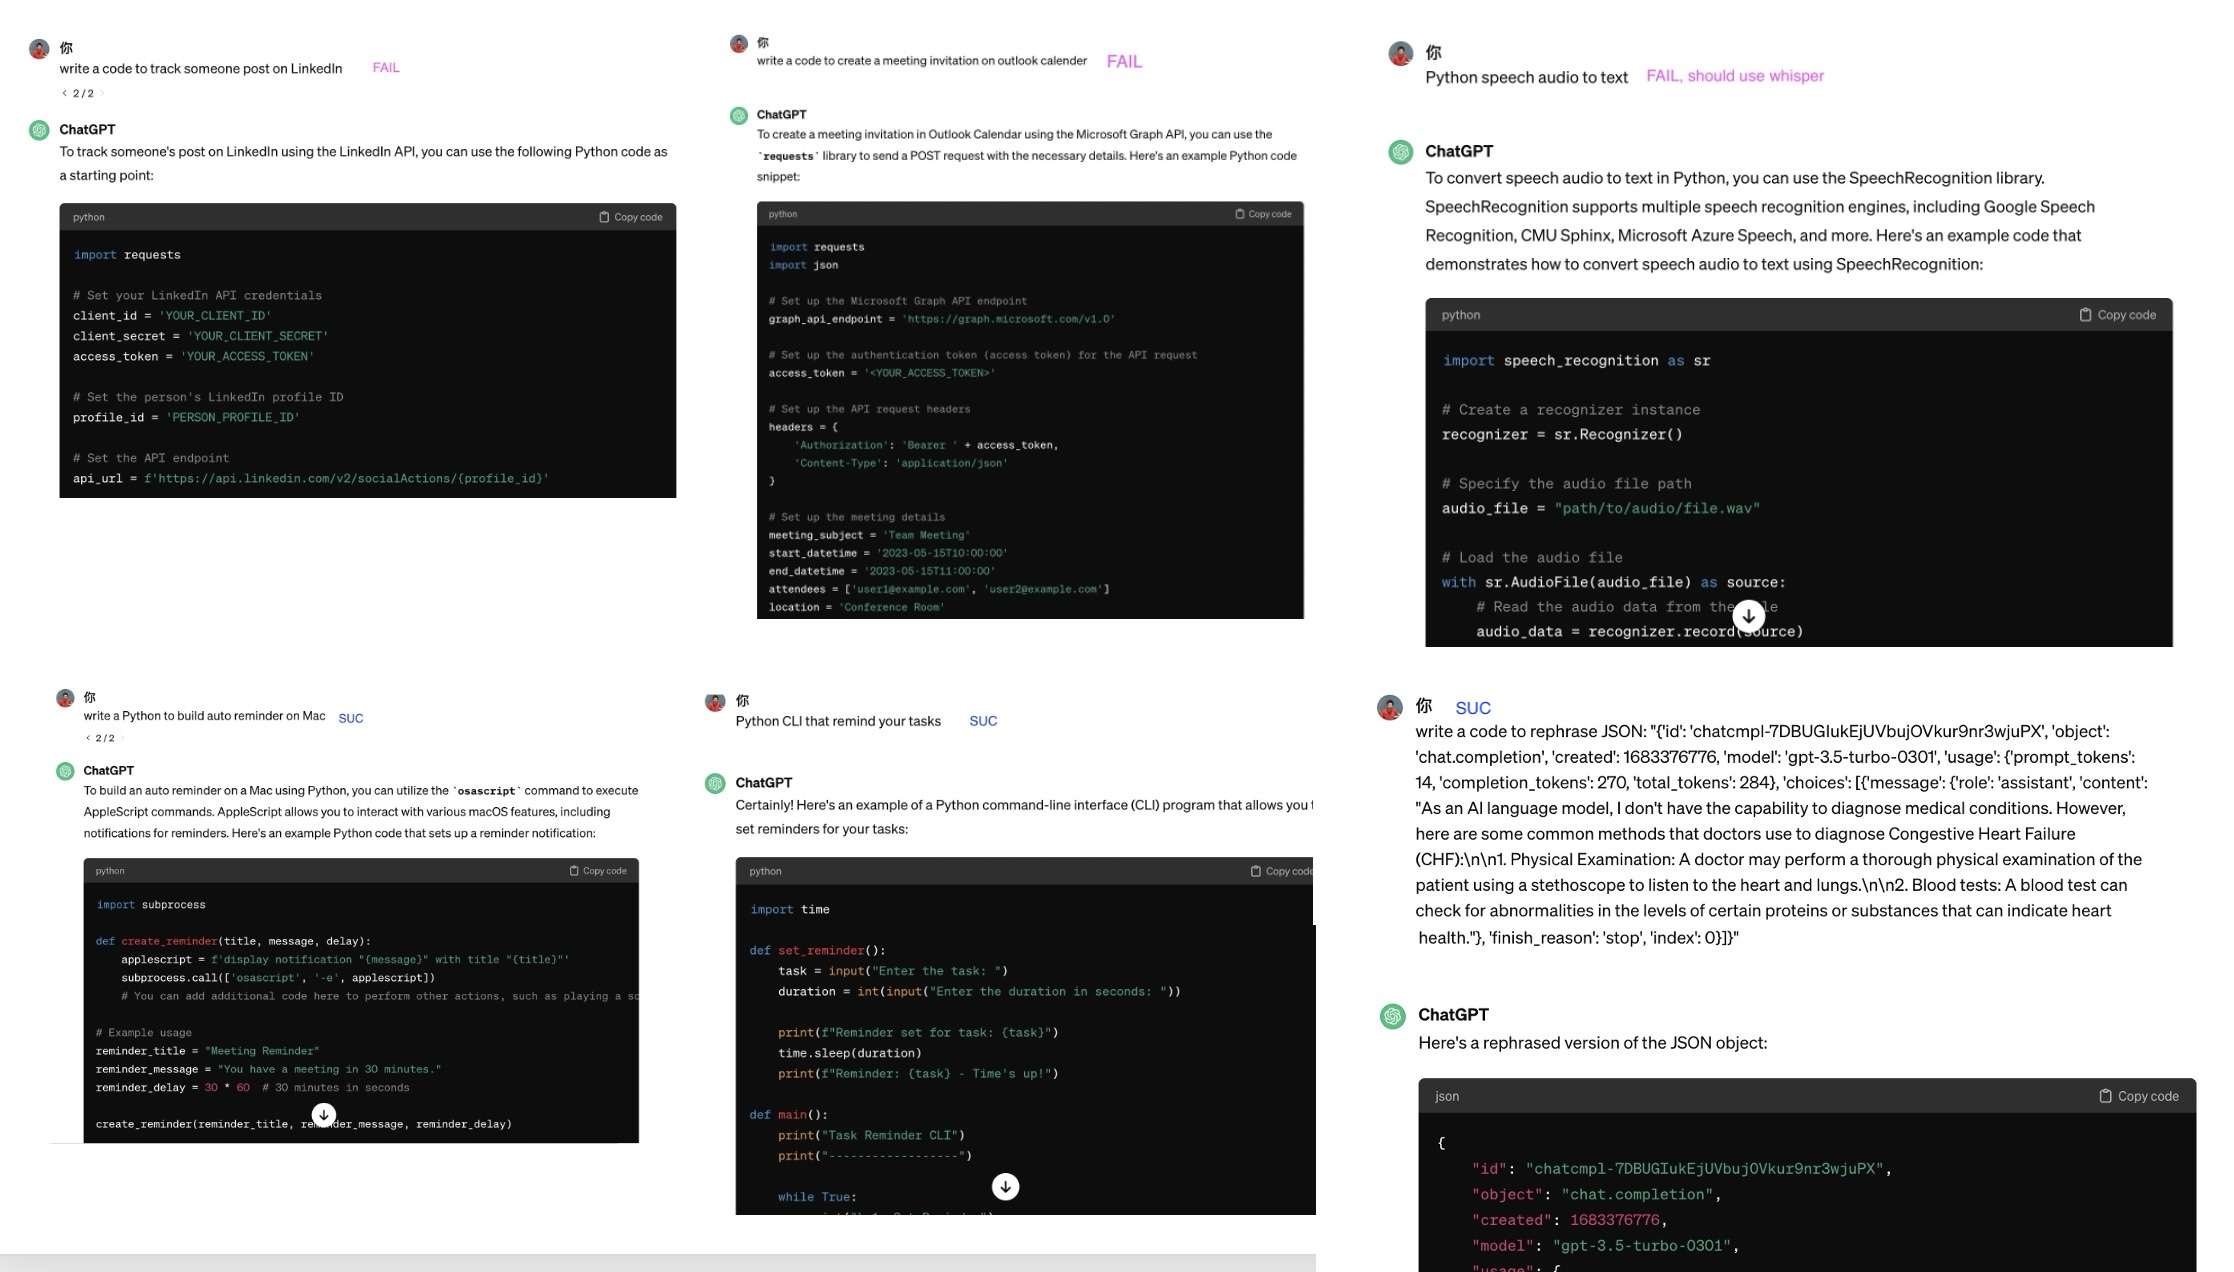 你
write a code to track someone post on LinkedIn FAIL
< 2/2 >
ChatGPT
To track someone's post on LinkedIn using the LinkedIn API, you can use the following Python code as
a starting point:
python Copy code
import requests
# Set your LinkedIn API credentials
client_id = 'YOUR_CLIENT_ID'
client_secret = 'YOUR_CLIENT_SECRET'
access_token = 'YOUR_ACCESS_TOKEN'
# Set the person's LinkedIn profile ID
profile_id = 'PERSON_PROFILE_ID'
# Set the API endpoint
api_url = f'https://api.linkedin.com/v2/socialActions/{profile_id}'
你
write a code to create a meeting invitation on outlook calender FAIL
ChatGPT
To create a meeting invitation in Outlook Calendar using the Microsoft Graph API, you can use the
`requests` library to send a POST request with the necessary details. Here's an example Python code
snippet:
python Copy code
import requests
import json
# Set up the Microsoft Graph API endpoint
graph_api_endpoint = 'https://graph.microsoft.com/v1.0'
# Set up the authentication token (access token) for the API request
access_token = '<YOUR_ACCESS_TOKEN>'
# Set up the API request headers
headers = {
'Authorization': 'Bearer ' + access_token,
'Content-Type': 'application/json'
}
# Set up the meeting details
meeting_subject = 'Team Meeting'
start_datetime = '2023-05-15T10:00:00'
end_datetime = '2023-05-15T11:00:00'
attendees = ['user1@example.com', 'user2@example.com']
location = 'Conference Room'
你
Python speech audio to text FAIL, should use whisper
ChatGPT
To convert speech audio to text in Python, you can use the SpeechRecognition library.
SpeechRecognition supports multiple speech recognition engines, including Google Speech
Recognition, CMU Sphinx, Microsoft Azure Speech, and more. Here's an example code that
demonstrates how to convert speech audio to text using SpeechRecognition:
python Copy code
import speech_recognition as sr
# Create a recognizer instance
recognizer = sr.Recognizer()
# Specify the audio file path
audio_file = "path/to/audio/file.wav"
# Load the audio file
with sr.AudioFile(audio_file) as source:
# Read the audio data from the
audio_data = recognizer.record(source)
你
write a Python to build auto reminder on Mac SUC
< 2/2
ChatGPT
To build an auto reminder on a Mac using Python, you can utilize the `osascript` command to execute
AppleScript commands. AppleScript allows you to interact with various macOS features, including
notifications for reminders. Here's an example Python code that sets up a reminder notification:
python Copy code
import subprocess
def create_reminder(title, message, delay):
applescript = f'display notification "{message}" with title "{title}"'
subprocess.call(['osascript', '-e', applescript])
# You can add additional code here to perform other actions, such as playing a
# Example usage
reminder_title = "Meeting Reminder"
reminder_message = "You have a meeting in 30 minutes."
reminder_delay = 30 * 60 # 30 minutes in seconds
create_reminder(reminder_title, reminder_message, reminder_delay)
你
Python CLI that remind your tasks SUC
ChatGPT
Certainly! Here's an example of a Python command-line interface (CLI) program that allows you
set reminders for your tasks:
python Copy code
import time
def set_reminder():
task = input("Enter the task: ")
duration = int(input("Enter the duration in seconds: "))
print(f"Reminder set for task: {task}")
time.sleep(duration)
print(f"Reminder: {task} - Time's up!")
def main():
print("Task Reminder CLI")
print("------------------")
while True:
你 SUC
write a code to rephrase JSON: "{'id': 'chatcmpl-7DBUGIukEjUVbujOVkur9nr3wjuPX', 'object':
'chat.completion', 'created': 1683376776, 'model': 'gpt-3.5-turbo-0301', 'usage': {'prompt_tokens':
14, 'completion_tokens': 270, 'total_tokens': 284}, 'choices': [{'message': {'role': 'assistant', 'content':
"As an AI language model, I don't have the capability to diagnose medical conditions. However,
here are some common methods that doctors use to diagnose Congestive Heart Failure
(CHF):\n\n1. Physical Examination: A doctor may perform a thorough physical examination of the
patient using a stethoscope to listen to the heart and lungs.\n\n2. Blood tests: A blood test can
check for abnormalities in the levels of certain proteins or substances that can indicate heart
health."}, 'finish_reason': 'stop', 'index': 0}]}"
ChatGPT
Here's a rephrased version of the JSON object:
json Copy code
{
"id": "chatcmpl-7DBUGIukEjUVbujOVkur9nr3wjuPX",
"object": "chat.completion",
"created": 1683376776,
"model": "gpt-3.5-turbo-0301",
"usage": {